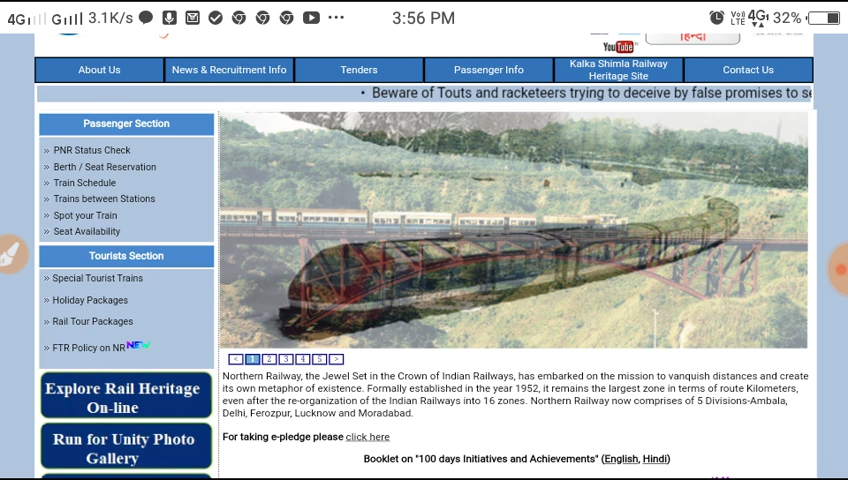 4G 3.1K/s 3:56 PM Vo) LTE 4G 32%
You Tube हिन्दी
About Us News & Recruitment Info Tenders Passenger Info Kalka Shimla Railway Heritage Site Contact Us
• Beware of Touts and racketeers trying to deceive by false promises to se
Passenger Section
» PNR Status Check
» Berth / Seat Reservation
» Train Schedule
» Trains between Stations
» Spot your Train
» Seat Availability
Tourists Section
» Special Tourist Trains
» Holiday Packages
» Rail Tour Packages
» FTR Policy on NR NEW
Explore Rail Heritage
On-line
Run for Unity Photo
Gallery
< 1 2 3 4 5 >
Northern Railway, the Jewel Set in the Crown of Indian Railways, has embarked on the mission to vanquish distances and create
its own metaphor of existence. Formally established in the year 1952, it remains the largest zone in terms of route Kilometers,
even after the re-organization of the Indian Railways into 16 zones. Northern Railway now comprises of 5 Divisions-Ambala,
Delhi, Ferozpur, Lucknow and Moradabad.
For taking e-pledge please click here
Booklet on "100 days Initiatives and Achievements" (English, Hindi)